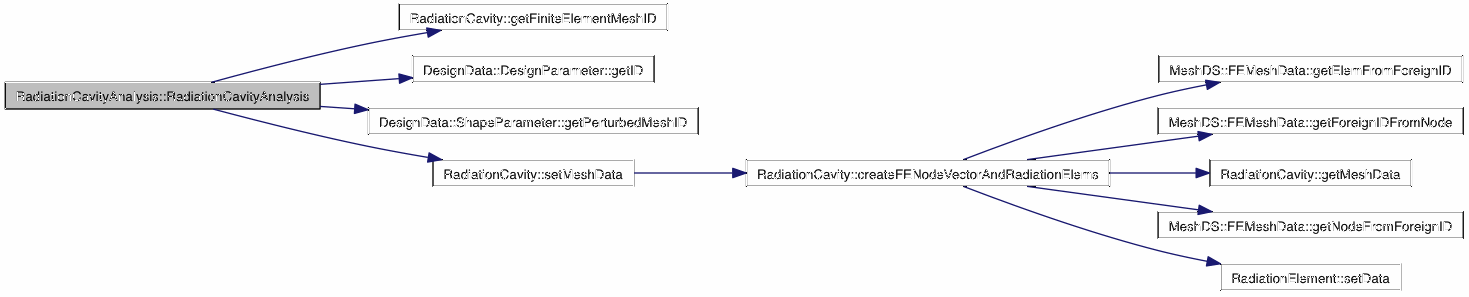 RadiationCavity::getFiniteElementMeshID
DesignData::DesignParameter::getID
RadiationCavityAnalysis::RadiationCavityAnalysis
DesignData::ShapeParameter::getPerturbedMeshID
RadiationCavity::setMeshData
RadiationCavity::createFENodeVectorAndRadiationElems
MeshDS::FEMeshData::getElemFromForeignID
MeshDS::FEMeshData::getForeignIDFromNode
RadiationCavity::getMeshData
MeshDS::FEMeshData::getNodeFromForeignID
RadiationElement::setData